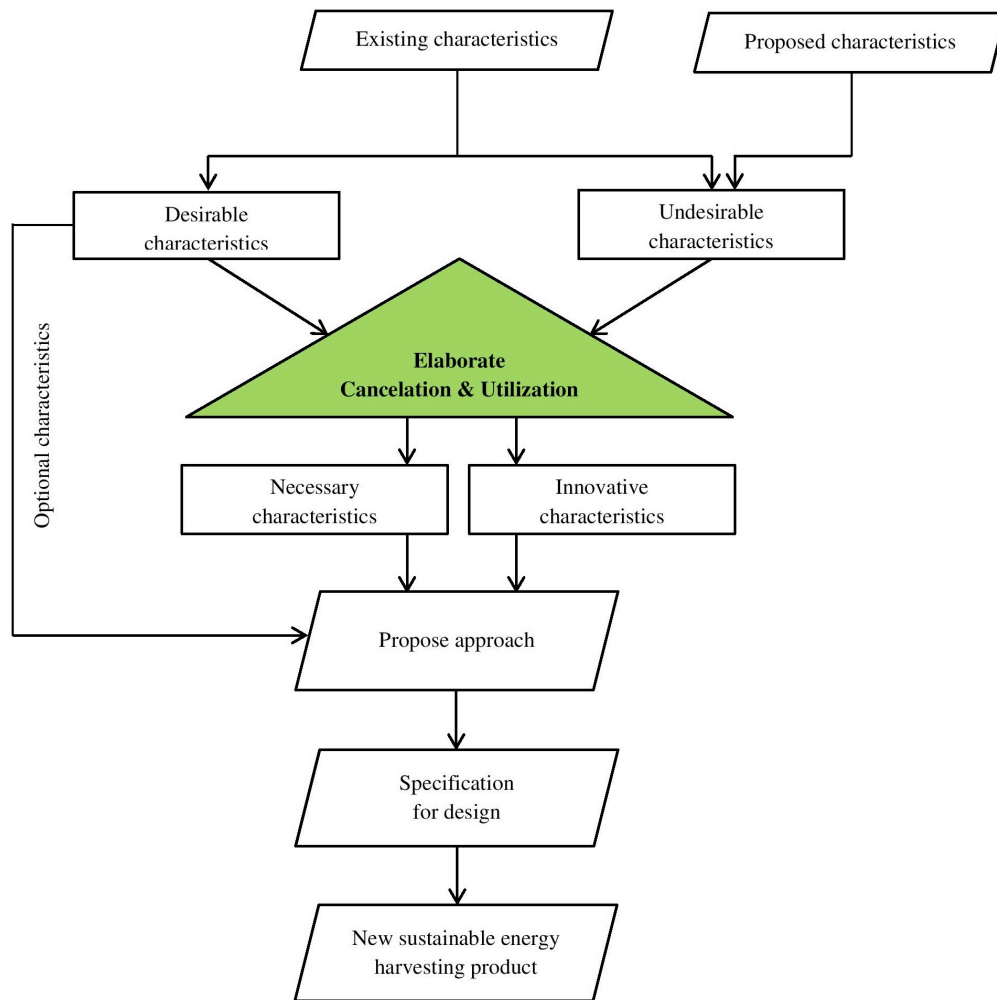 Existing characteristics
Proposed characteristics
Desirable
characteristics
Undesirable
characteristics
Optional characteristics
Elaborate
Cancelation & Utilization
Necessary
characteristics
Innovative
characteristics
Propose approach
Specification
for design
New sustainable energy
harvesting product